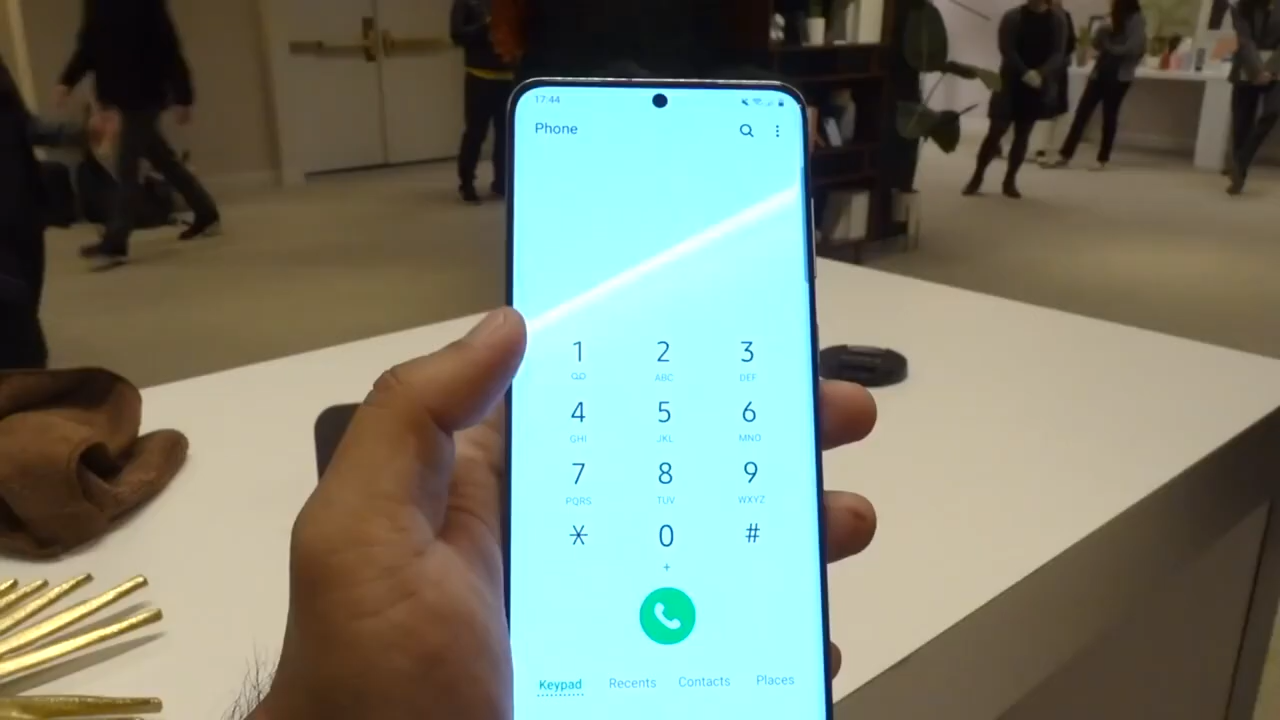 17:44
Phone
1 2 3
ABC DEF
4 5 6
GHI JKL MNO
7 8 9
PQRS TUV WXYZ
* 0 #
+
Keypad Recents Contacts Places